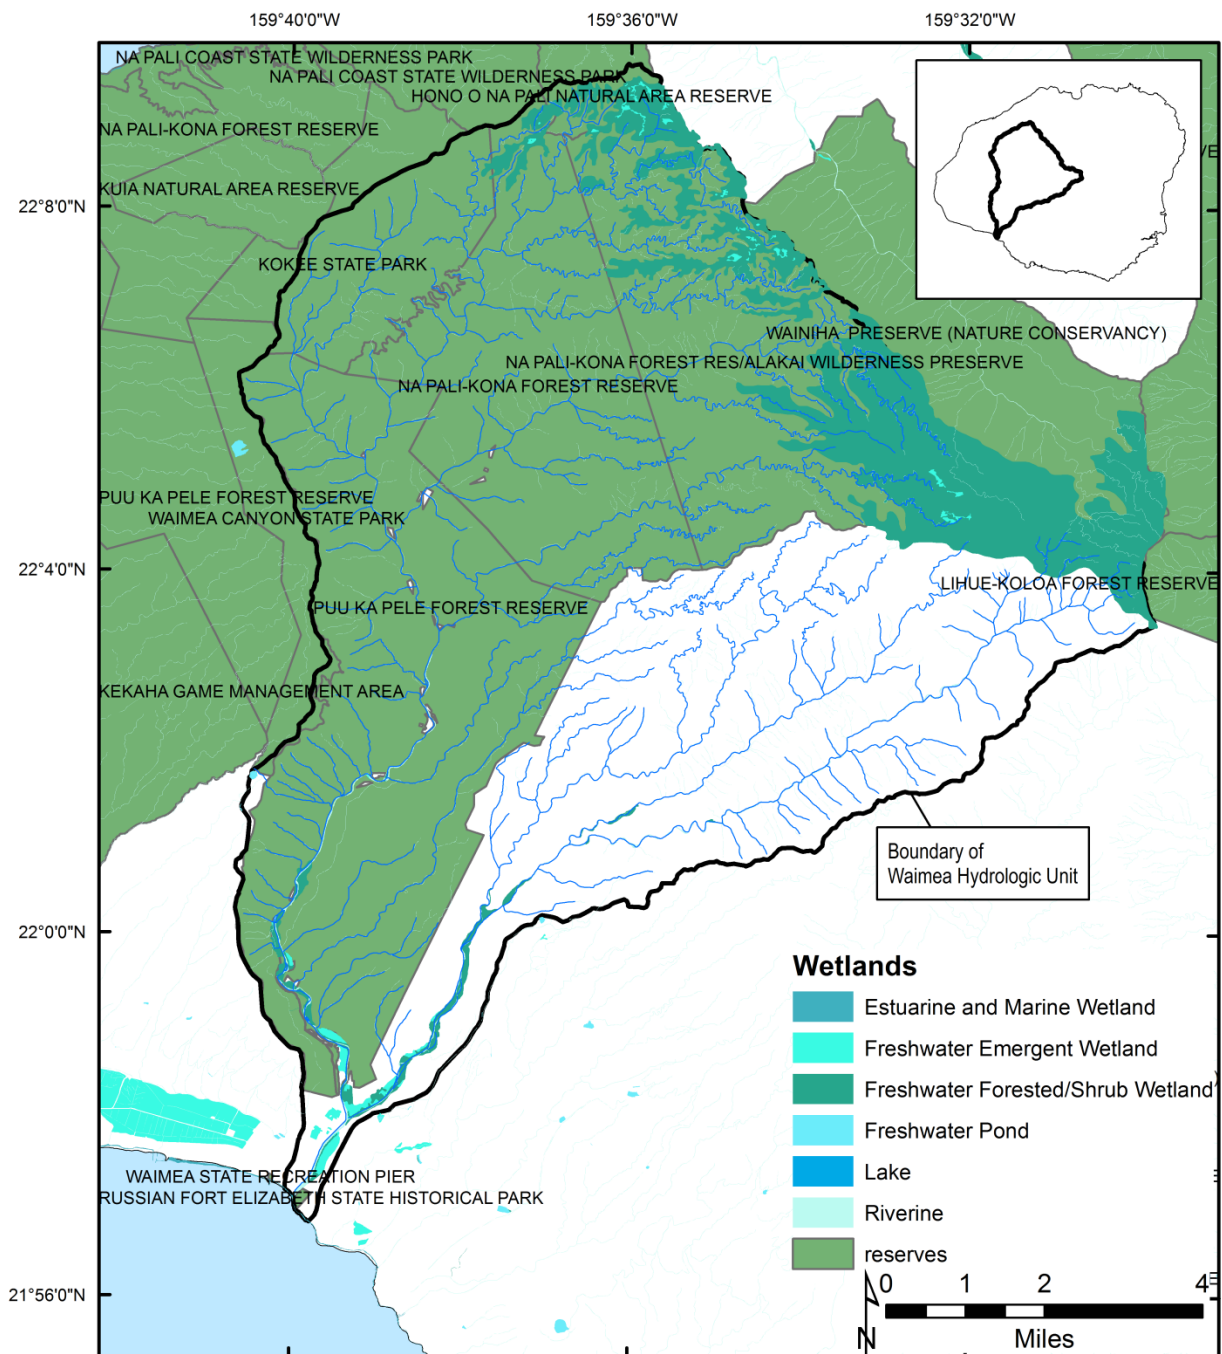 159°40'0"W
159°36'0"W
159°32'0"W
NA PALI COAST STATE WILDERNESS PARK
NA PALI COAST STATE WILDERNESS PARK
HONO O NA PALI NATURAL AREA RESERVE
NA PALI-KONA FOREST RESERVE
VE
KUIA NATURAL AREA RESERVE
22°8'0"N
KOKEE STATE PARK
WAINIHA PRESERVE (NATURE CONSERVANCY)
NA PALI-KONA FOREST RES/ALAKAI WILDERNESS PRESERVE
NA PALI-KONA FOREST RESERVE
PUU KA PELE FOREST RESERVE
WAIMEA CANYON STATE PARK
22°4'0"N
LIHUE-KOLOA FOREST RESERVE
PUU KA PELE FOREST RESERVE
KEKAHA GAME MANAGEMENT AREA
Boundary of
Waimea Hydrologic Unit
22°0'0"N
Wetlands
Estuarine and Marine Wetland
Freshwater Emergent Wetland
Freshwater Forested/Shrub Wetland
Freshwater Pond
Lake
Riverine
reserves
WAIMEA STATE RECREATION PIER
RUSSIAN FORT ELIZABETH STATE HISTORICAL PARK
21°56'0"N
0 1 2 4
N
Miles